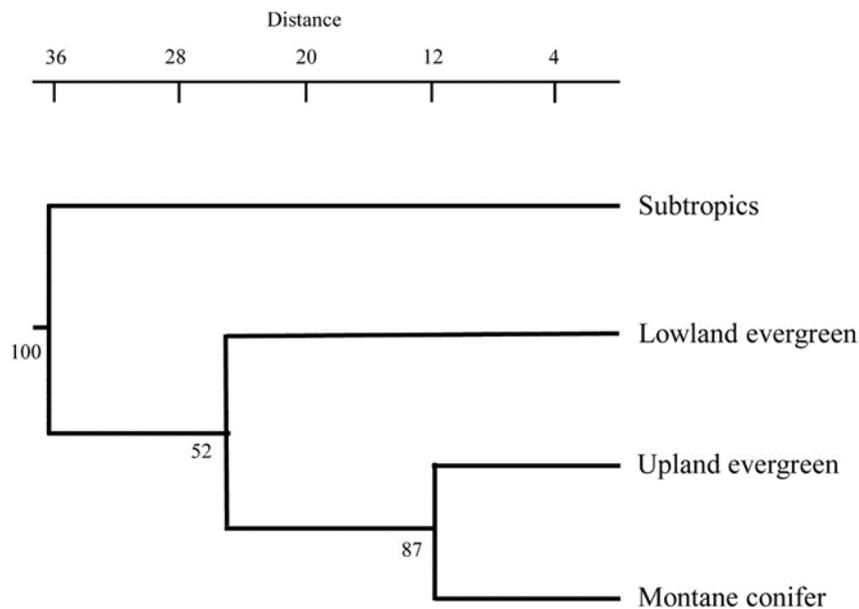 Distance
36 28 20 12 4
Subtropics
Lowland evergreen
100
52
Upland evergreen
87
Montane conifer